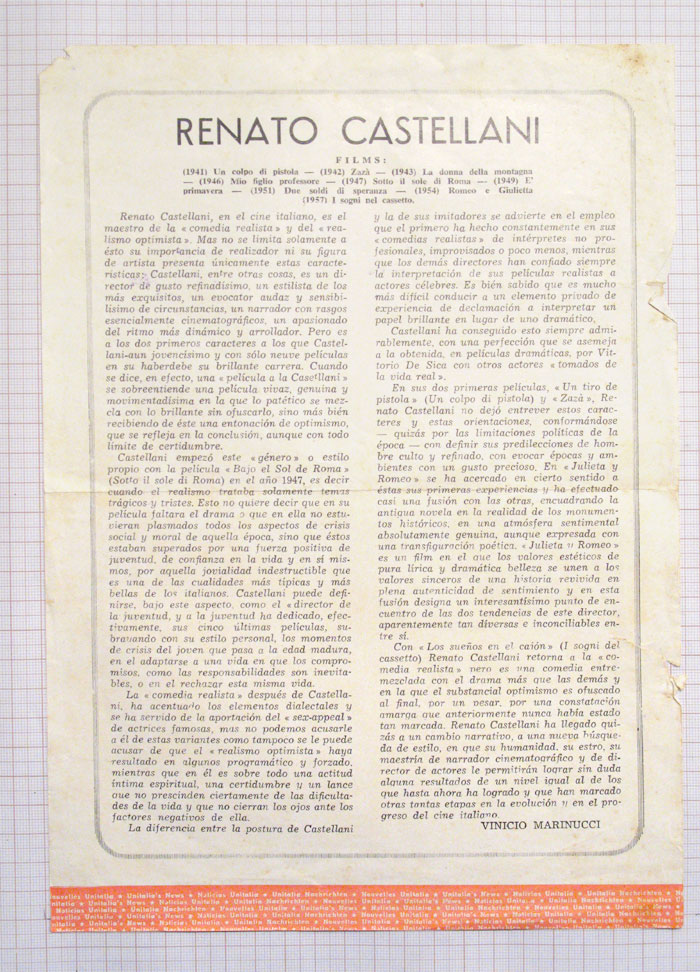 RENATO CASTELLANI
FILMS:
(1941) Un colpo di pistola — (1942) Zazà — (1943) La donna della montagna
— (1946) Mio figlio professore — (1947) Sotto il sole di Roma — (1949) E'
primavera — (1951) Due soldi di speranza — (1954) Romeo e Giulietta
(1957) I sogni nel cassetto.
Renato Castellani, en el cine italiano, es el
maestro de la « comedia realista » y del « rea-
lismo optimista ». Mas no se limita solamente a
ésto su importancia de realizador ni su figura
de artista presenta únicamente estas caracte-
rísticas; Castellani, entre otras cosas, es un di-
rector de gusto refinadísimo, un estilista de los
más exquisitos, un evocator audaz y sensibi-
lísimo de circunstancias, un narrador con rasgos
esencialmente cinematográficos, un apasionado
del ritmo más dinámico y arrollador. Pero es
a los dos primeros caracteres a los que Castel-
lani-aun jovencísimo y con sólo nueve películas
en su haberdebe su brillante carrera. Cuando
se dice, en efecto, una « película a la Casetlani »
se sobreentiende una película vivaz, genuina y
movimentadísima en la que lo patético se mez-
cla con lo brillante sin ofuscarlo, sino más bién
recibiendo de éste una entonación de optimismo,
que se refleja en la conclusión, aunque con todo
límite de certidumbre.
Castellani empezó este « género » o estilo
propio con la película « Bajo el Sol de Roma »
(Sotto il sole di Roma) en el año 1947, es decir
cuando el realismo trataba solamente temas
trágicos y tristes. Esto no quiere decir que en su
película faltara el drama o que en ella no estu-
vieran plasmados todos los aspectos de crisis
social y moral de aquella época, sino que éstos
estaban superados por una fuerza positiva de
juventud, de confianza en la vida y en sí mis-
mos, por aquella jovialidad indestructible que
es una de las cualidades más típicas y más
bellas de los italianos. Castellani puede defi-
nirse, bajo este aspecto, como el « director de
la juventud, y a la juventud ha dedicado, efec-
tivamente, sus cinco últimas películas, su-
brayando con su estilo personal, los momentos
de crisis del joven que pasa a la edad madura,
en el adaptarse a una vida en que los compro-
misos, como las responsabilidades son inevita-
bles, o en el rechazar esta misma vida.
La « comedia realista » después de Castella-
ni, ha acentuado los elementos dialectales y
se ha servido de la aportación del « sex-appeal »
de actrices famosas, mas no podemos acusarle
a él de estas variantes como tampoco se le puede
acusar de que el « realismo optimista » haya
resultado en algunos programático y forzado,
mientras que en él es sobre todo una actitud
íntima espiritual, una certidumbre y un lance
que no prescinden ciertamente de las dificulta-
des de la vida y que no cierran los ojos ante los
factores negativos de ella.
La diferencia entre la postura de Castellani
y la de sus imitadores se advierte en el empleo
que el primero ha hecho constantemente en sus
« comedias realistas » de intérpretes no pro-
fesionales, improvisados o poco menos, mientras
que los demás directores han confiado siempre
la interpretación de sus películas realistas a
actores célebres. Es bién sabido que es mucho
más difícil conducir a un elemento privado de
experiencia de declamación a interpretar un
papel brillante en lugar de uno dramático,
Castellani ha conseguido esto siempre admi-
rablemente, con una perfección que se asemeja
a la obtenida, en películas dramáticas, por Vit-
torio De Sica con otros actores « tomados de
la vida real ».
En sus dos primeras películas, « Un tiro de
pistola » (Un colpo di pistola) y « Zazà », Re-
nato Castellani no dejó entrever estos carac-
teres y estas orientaciones, conformándose
— quizás por las limitaciones políticas de la
época — con definir sus predilecciones de hom-
bre culto y refinado, con evocar épocas y am-
bientes con un gusto precioso. En « Julieta y
Romeo » se ha acercado en cierto sentido a
éstas sus primeras experiencias y ha efectuado
casi una fusión con las otras, encuadrando la
antigua novela en la realidad de los monumen-
tos históricos, en una atmósfera sentimental
absolutamente genuina, aunque expresada con
una transfiguración poética. « Julieta y Romeo »
es un film en el que los valores estéticos de
pura lírica y dramática belleza se unen a los
valores sinceros de una historia revivida en
plena autenticidad de sentimiento y en esta
fusión designa un interesantísimo punto de en-
cuentro de las dos tendencias de este director,
aparentemente tan diversas e inconciliables en-
tre sí.
Con « Los sueños en el cajón » (I sogni del
cassetto) Renato Castellani retorna a la « co-
media realista » pero es una comedia entre-
mezclada con el drama más que las demás y
en la que el substancial optimismo es ofuscado
al final, por un pesar, por una constatación
amarga que anteriormente nunca había estado
tan marcada. Renato Castellani ha llegado qui-
zás a un cambio narrativo, a una nueva búsque-
da de estilo, en que su humanidad, su estro, su
maestría de narrador cinematográfico y de di-
rector de actores le permitirán lograr sin duda
alguna resultados de un nivel igual al de los
que hasta ahora ha logrado y que han marcado
otras tantas etapas en la evolución y en el pro-
greso del cine italiano.
VINICIO MARINUCCI
Nouvelles Unitalia ★ Unitalia's News ★ Noticias Unitalia ★ Unitalia Nachrichten